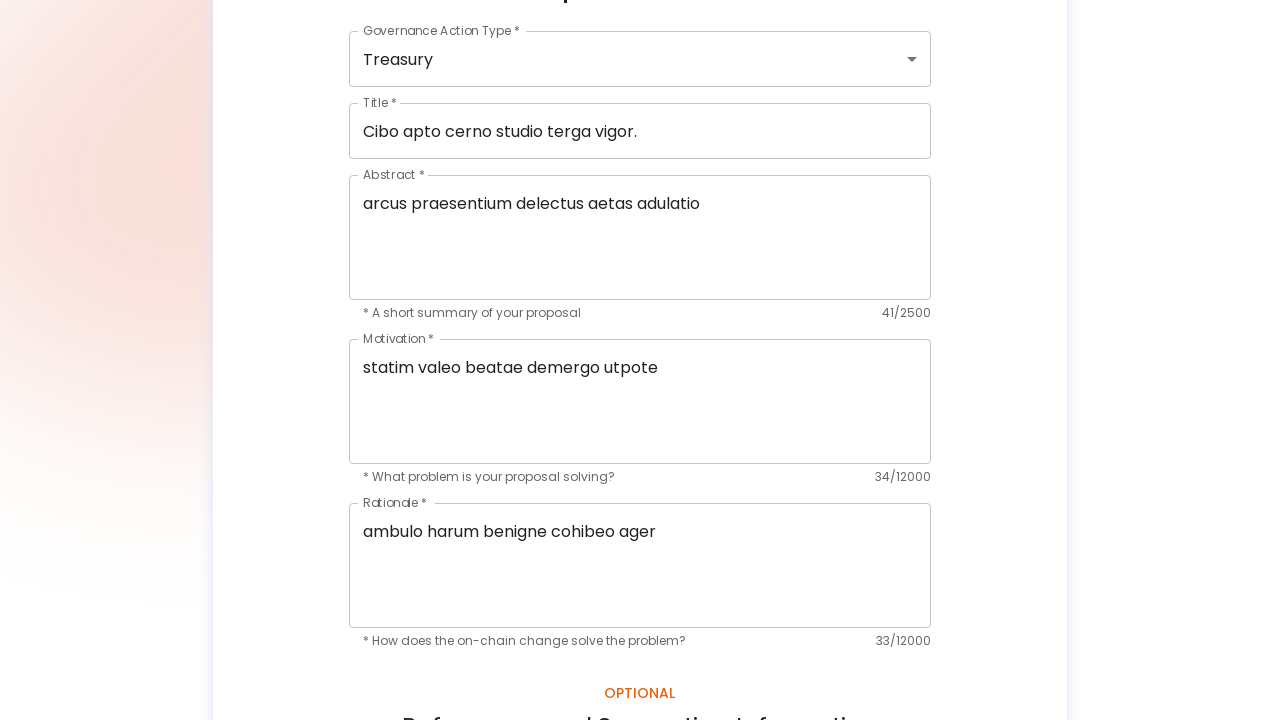 Governance Action Type *
Treasury
Title *
Cibo apto cerno studio terga vigor.
Abstract *
arcus praesentium delectus aetas adulatio
* A short summary of your proposal 41/2500
Motivation *
statim valeo beatae demergo utpote
* What problem is your proposal solving? 34/12000
Rationale *
ambulo harum benigne cohibeo ager
* How does the on-chain change solve the problem? 33/12000
OPTIONAL